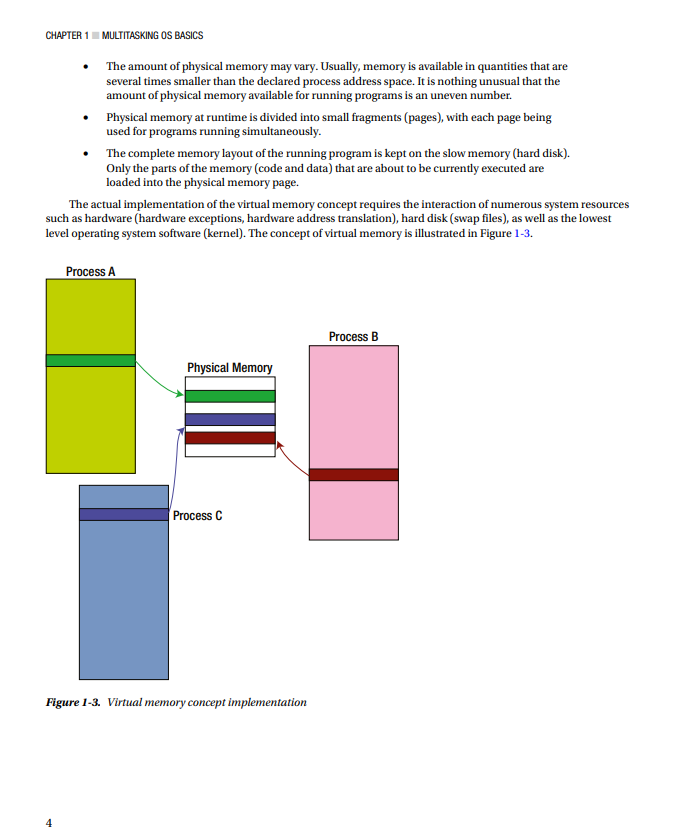 CHAPTER 1 ■ MULTITASKING OS BASICS
• The amount of physical memory may vary. Usually, memory is available in quantities that are
several times smaller than the declared process address space. It is nothing unusual that the
amount of physical memory available for running programs is an uneven number.
• Physical memory at runtime is divided into small fragments (pages), with each page being
used for programs running simultaneously.
• The complete memory layout of the running program is kept on the slow memory (hard disk).
Only the parts of the memory (code and data) that are about to be currently executed are
loaded into the physical memory page.
The actual implementation of the virtual memory concept requires the interaction of numerous system resources
such as hardware (hardware exceptions, hardware address translation), hard disk (swap files), as well as the lowest
level operating system software (kernel). The concept of virtual memory is illustrated in Figure 1-3.
Process A
Process B
Physical Memory
Process C
Figure 1-3. Virtual memory concept implementation
4